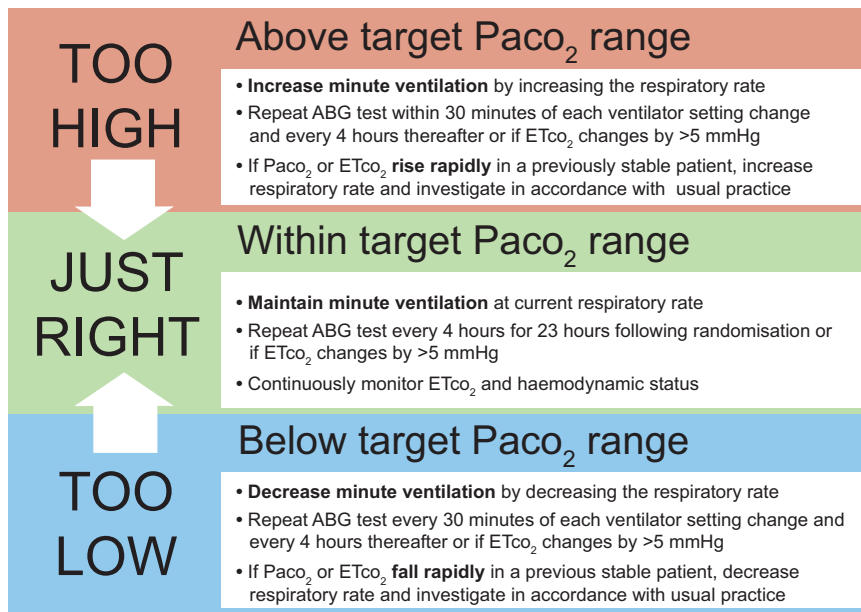 TOO
HIGH
Above target Paco₂ range
• Increase minute ventilation by increasing the respiratory rate
• Repeat ABG test within 30 minutes of each ventilator setting change
and every 4 hours thereafter or if ETco₂ changes by >5 mmHg
• If Paco₂ or ETco₂ rise rapidly in a previously stable patient, increase
respiratory rate and investigate in accordance with usual practice
JUST
RIGHT
Within target Paco₂ range
• Maintain minute ventilation at current respiratory rate
• Repeat ABG test every 4 hours for 23 hours following randomisation or
if ETco₂ changes by >5 mmHg
• Continuously monitor ETco₂ and haemodynamic status
TOO
LOW
Below target Paco₂ range
• Decrease minute ventilation by decreasing the respiratory rate
• Repeat ABG test every 30 minutes of each ventilator setting change and
every 4 hours thereafter or if ETco₂ changes by >5 mmHg
• If Paco₂ or ETco₂ fall rapidly in a previous stable patient, decrease
respiratory rate and investigate in accordance with usual practice